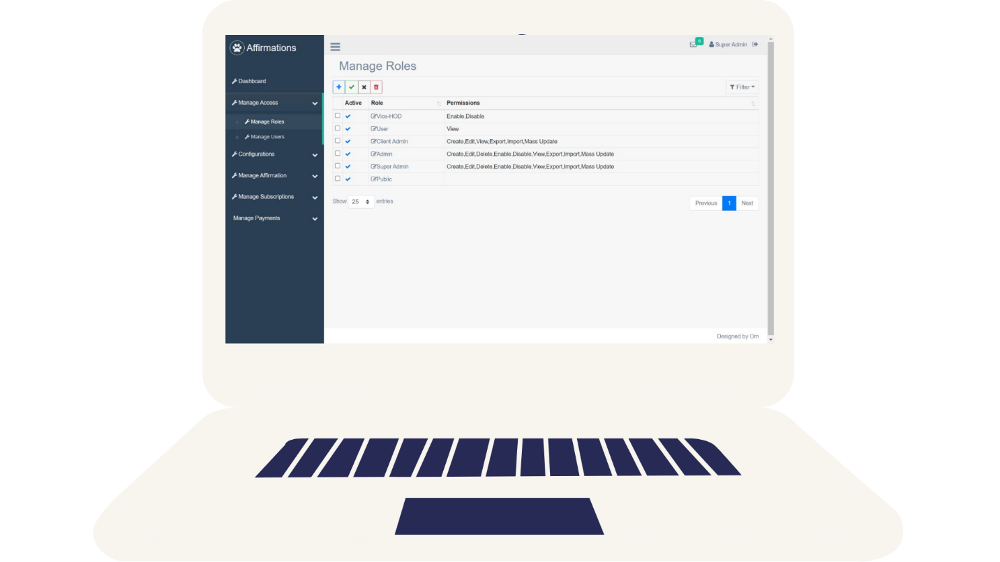 Affirmations
6
Super Admin
Manage Roles
Dashboard
Filter
Manage Access
Active Role Permissions
Vice-HOD Enable,Disable
Manage Roles
User View
Manage Users
Client Admin Create,Edit,View,Export,Import,Mass Update
Configurations
Admin Create,Edit,Delete,Enable,Disable,View,Export,Import,Mass Update
Super Admin Create,Edit,Delete,Enable,Disable,View,Export,Import,Mass Update
Manage Affirmation
Public
Manage Subscriptions
Show 25 entries
Previous 1 Next
Manage Payments
Designed by Om